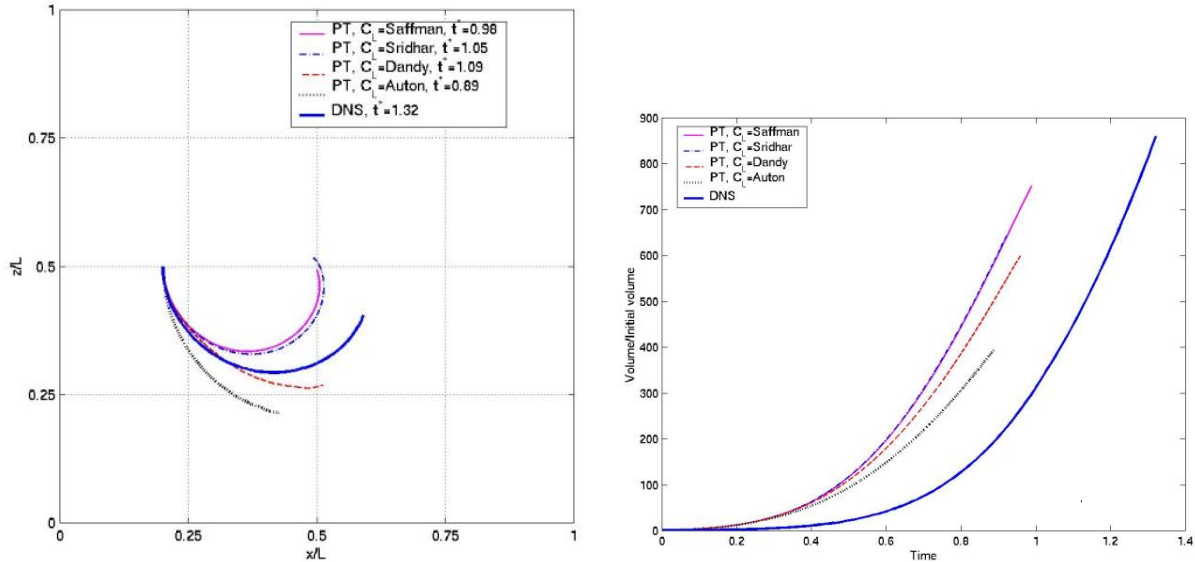 1
PT, C_L=Saffman, t*=0.98
PT, C_L=Sridhar, t*=1.05
PT, C_L=Dandy, t*=1.09
PT, C_L=Auton, t*=0.89
DNS, t*=1.32
0.75
z/L
0.5
0.25
0
0 0.25 0.5 0.75 1
x/L
900
PT, C_L=Saffman
PT, C_L=Sridhar
PT, C_L=Dandy
PT, C_L=Auton
DNS
800
700
600
500
Volume/Initial volume
400
300
200
100
0
0 0.2 0.4 0.6 0.8 1 1.2 1.4
Time